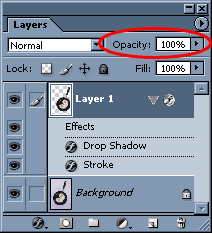 Layers
Normal Opacity: 100%
Lock: Fill: 100%
Layer 1
Effects
Drop Shadow
Stroke
Background